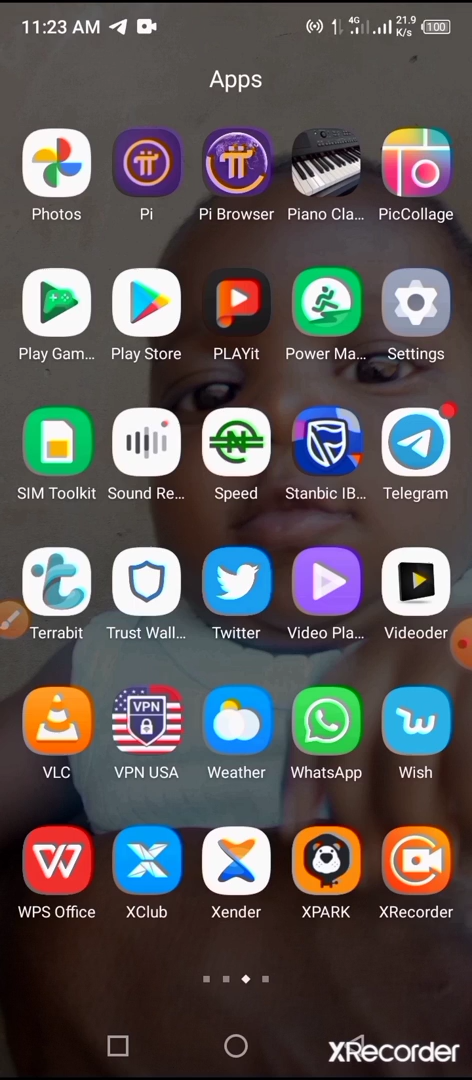 11:23 AM
4G
21.9
K/s
100
Apps
Photos
Pi
Pi Browser
Piano Cla...
PicCollage
Play Gam...
Play Store
PLAYit
Power Ma...
Settings
SIM Toolkit
Sound Re...
Speed
Stanbic IB...
Telegram
Terrabit
Trust Wall...
Twitter
Video Pla...
Videoder
VPN
VLC
VPN USA
Weather
WhatsApp
Wish
WPS Office
XClub
Xender
XPARK
XRecorder
XRecorder